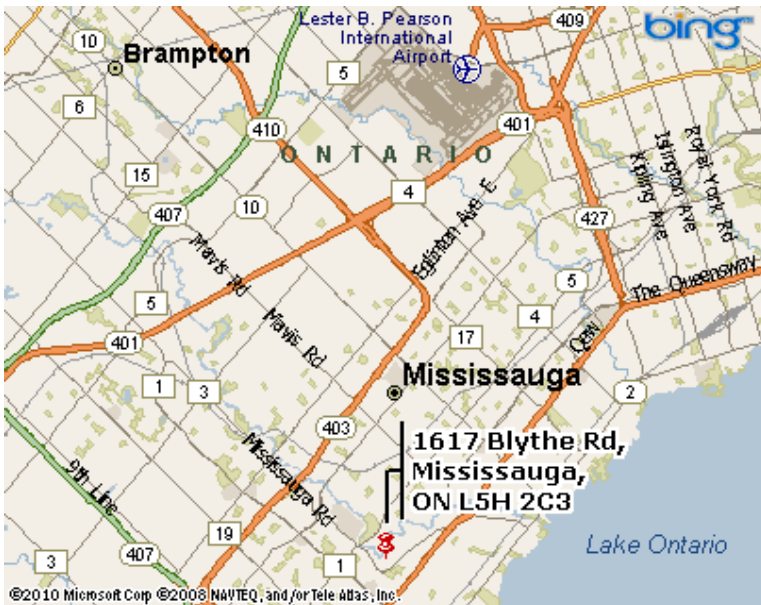 Lester B. Pearson
International
Airport
409
bing™
10
Brampton
5
6
401
410
ONTARIO
Royal York Rd
Islington Ave
Kipling Ave
15
4
407
10
Eglinton Ave E
427
Mavis Rd
5
The Queensway
5
4
Mavis Rd
17
QEW
401
1
3
Mississauga
2
403
1617 Blythe Rd,
Mississauga,
ON L5H 2C3
Mississauga Rd
9th Line
19
Lake Ontario
407
3
1
©2010 Microsoft Corp ©2008 NAVTEQ, and/or Tele Atlas, Inc.